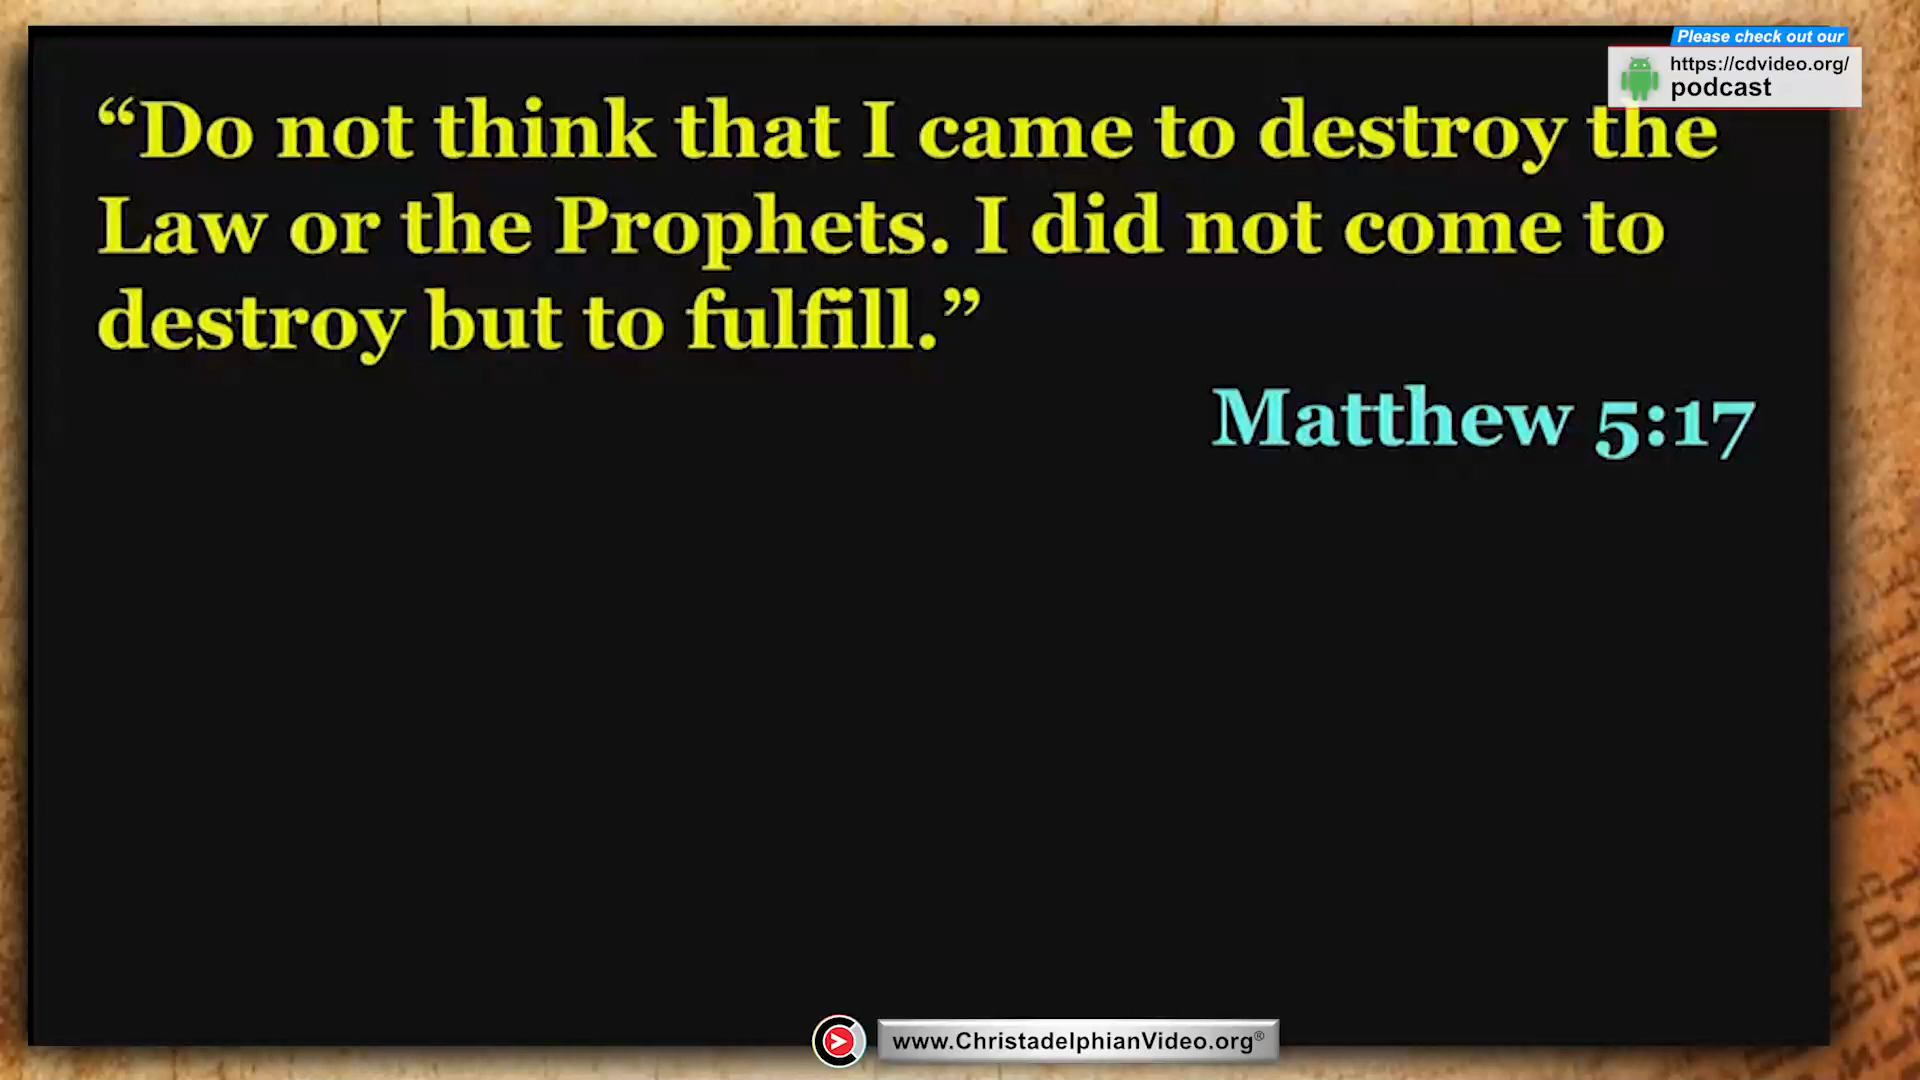 Please check out our
https://cdvideo.org/
podcast
“Do not think that I came to destroy the
Law or the Prophets. I did not come to
destroy but to fulfill.”
Matthew 5:17
www.ChristadelphianVideo.org®